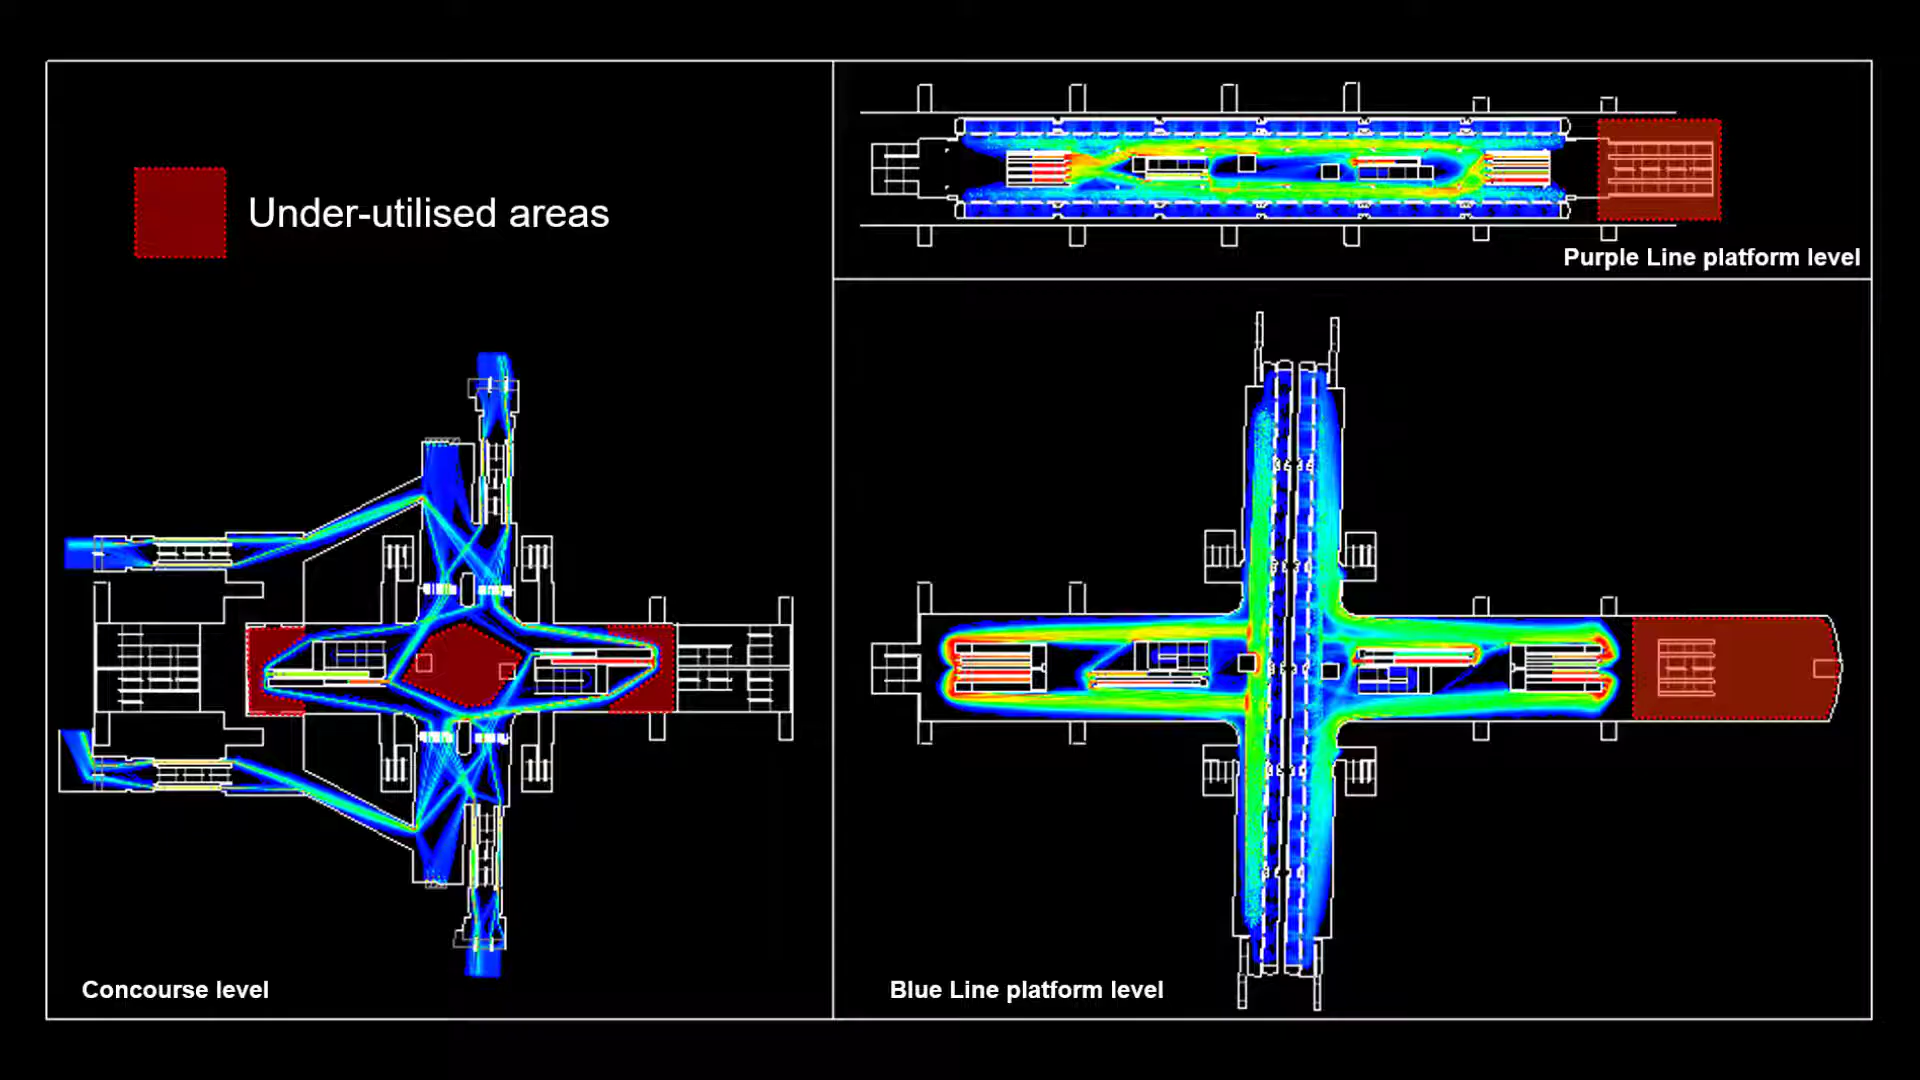 Under-utilised areas
Purple Line platform level
Concourse level
Blue Line platform level